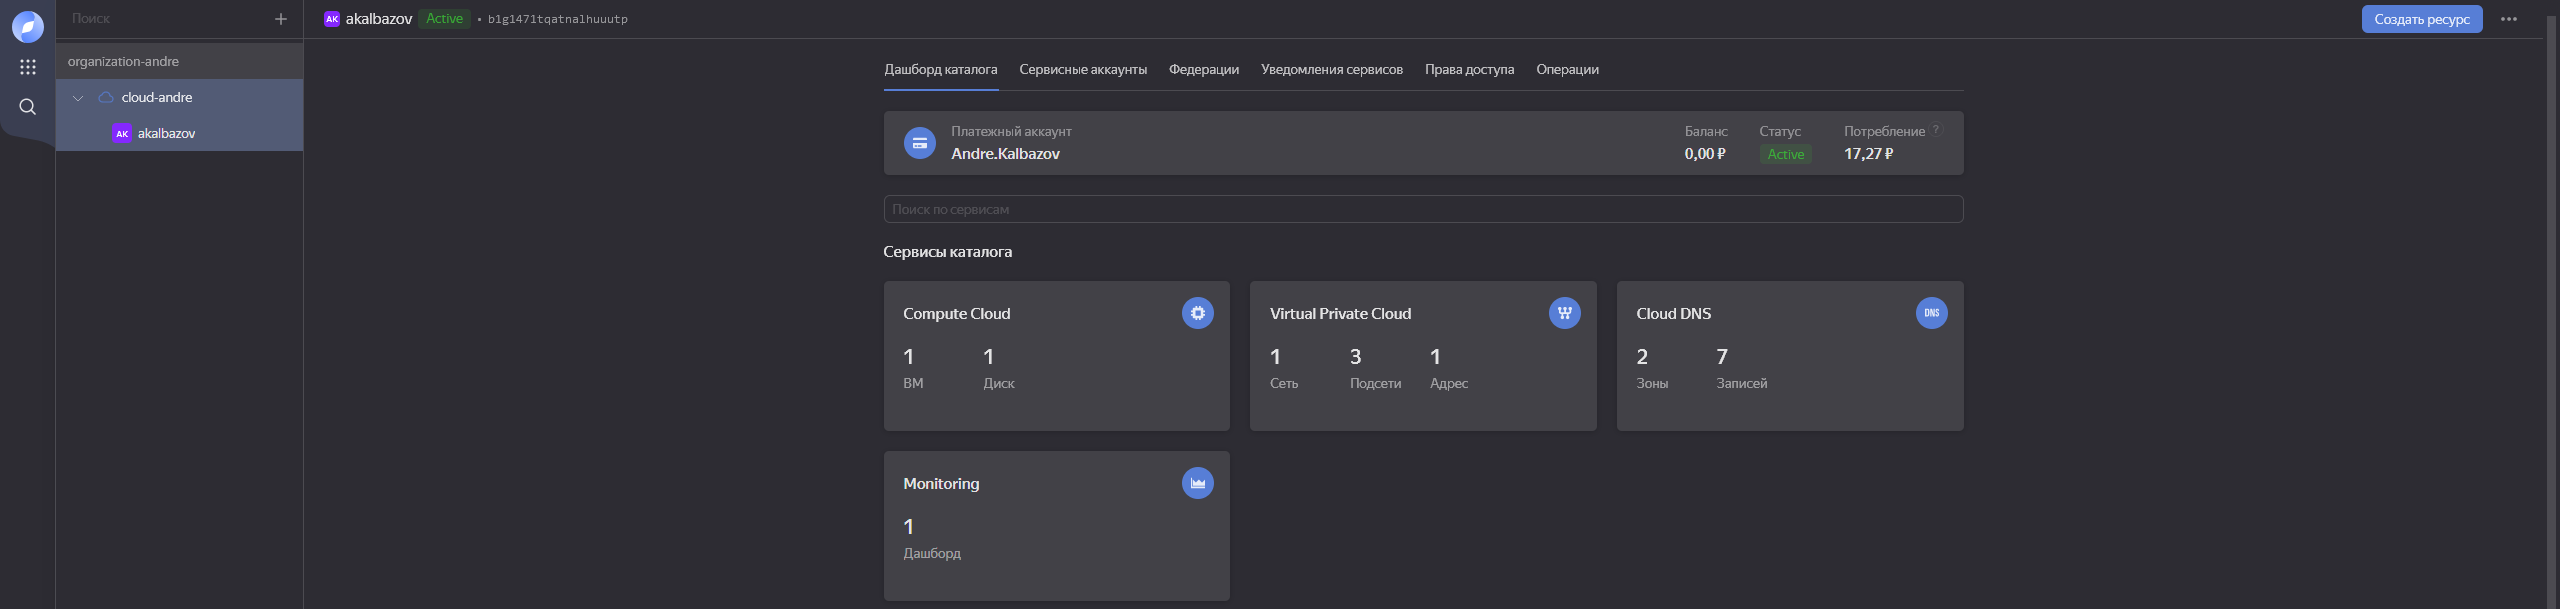 Поиск
organization-andre
cloud-andre
AK akalbazov
AK akalbazov Active • b1g1471tqatnalhuuutp
Создать ресурс
Дашборд каталога Сервисные аккаунты Федерации Уведомления сервисов Права доступа Операции
Платежный аккаунт Баланс Статус Потребление ?
Andre.Kalbazov 0,00 ₽ Active 17,27 ₽
Поиск по сервисам
Сервисы каталога
Compute Cloud
1 1
ВМ Диск
Virtual Private Cloud
1 3 1
Сеть Подсети Адрес
Cloud DNS DNS
2 7
Зоны Записей
Monitoring
1
Дашборд